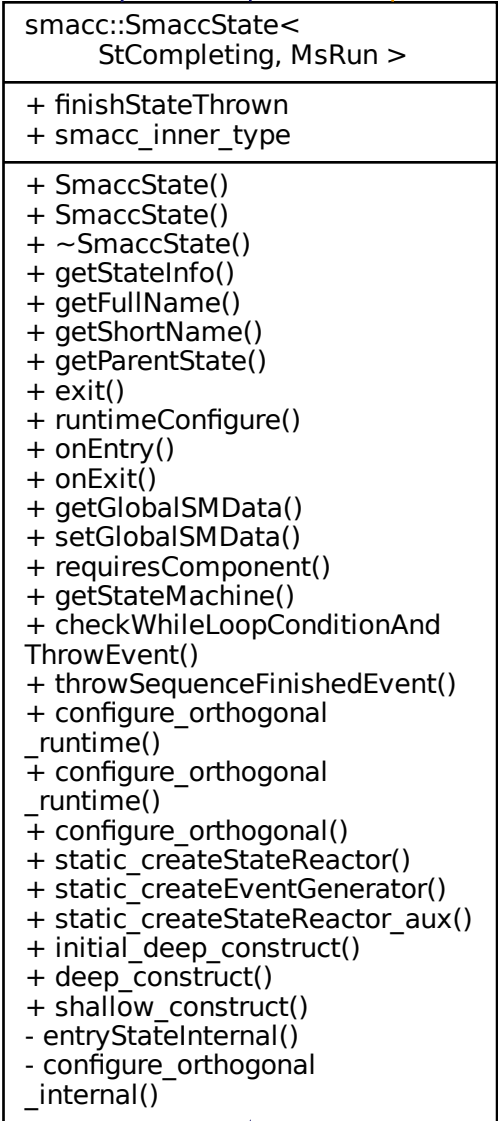 smacc::SmaccState<
StCompleting, MsRun >
+ finishStateThrown
+ smacc_inner_type
+ SmaccState()
+ SmaccState()
+ ~SmaccState()
+ getStateInfo()
+ getFullName()
+ getShortName()
+ getParentState()
+ exit()
+ runtimeConfigure()
+ onEntry()
+ onExit()
+ getGlobalSMData()
+ setGlobalSMData()
+ requiresComponent()
+ getStateMachine()
+ checkWhileLoopConditionAnd
ThrowEvent()
+ throwSequenceFinishedEvent()
+ configure_orthogonal
_runtime()
+ configure_orthogonal
_runtime()
+ configure_orthogonal()
+ static_createStateReactor()
+ static_createEventGenerator()
+ static_createStateReactor_aux()
+ initial_deep_construct()
+ deep_construct()
+ shallow_construct()
- entryStateInternal()
- configure_orthogonal
_internal()